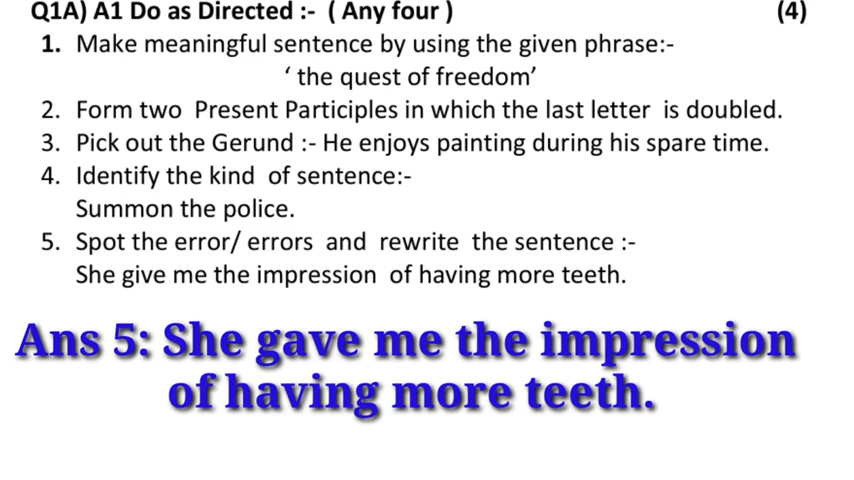 Q1A) A1 Do as Directed :- ( Any four ) (4)
1. Make meaningful sentence by using the given phrase:-
‘ the quest of freedom’
2. Form two Present Participles in which the last letter is doubled.
3. Pick out the Gerund :- He enjoys painting during his spare time.
4. Identify the kind of sentence:-
Summon the police.
5. Spot the error/ errors and rewrite the sentence :-
She give me the impression of having more teeth.
Ans 5: She gave me the impression
of having more teeth.